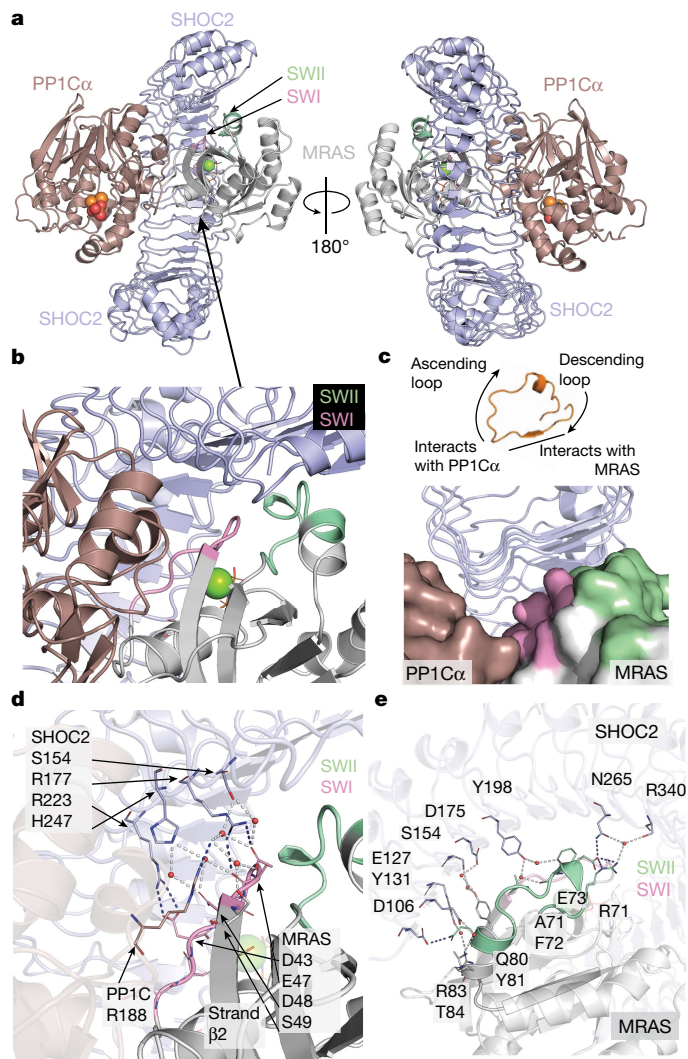 a
SHOC2
SWII
SWI
PP1Cα
PP1Cα
MRAS
180°
SHOC2
SHOC2
b
SWII
SWI
c
Ascending
loop
Descending
loop
Interacts
with PP1Cα
Interacts with
MRAS
PP1Cα
MRAS
d
SHOC2
S154
R177
R223
H247
SWII
SWI
PP1C
R188
Strand
β2
MRAS
D43
E47
D48
S49
e
SHOC2
N265
R340
Y198
D175
S154
E127
Y131
D106
SWII
SWI
E73
R71
A71
F72
Q80
Y81
R83
T84
MRAS